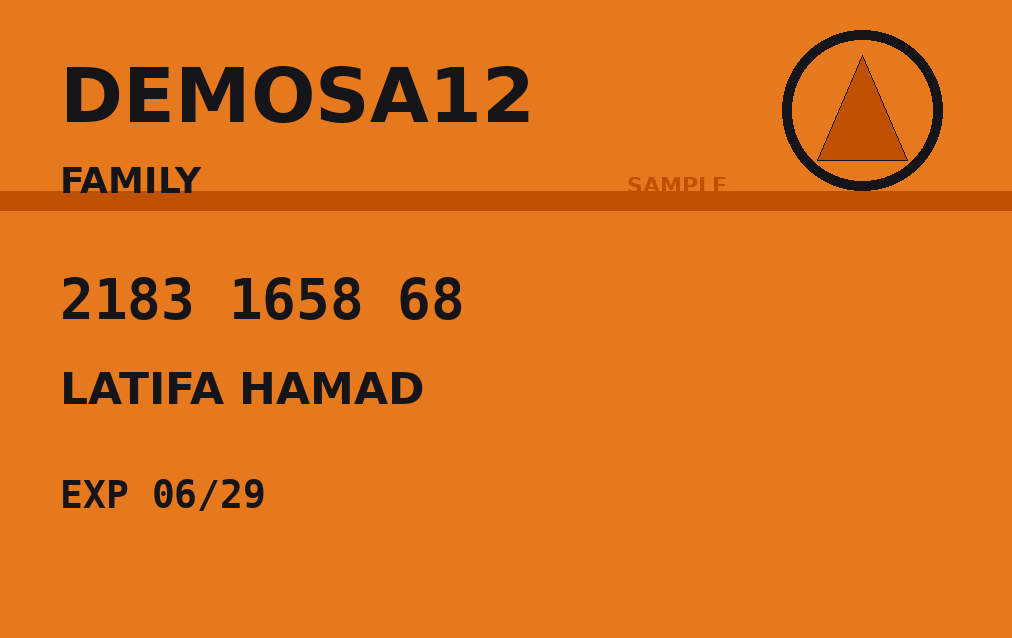 DEMOSA12
FAMILY
SAMPLE
2183 1658 68
LATIFA HAMAD
EXP 06/29